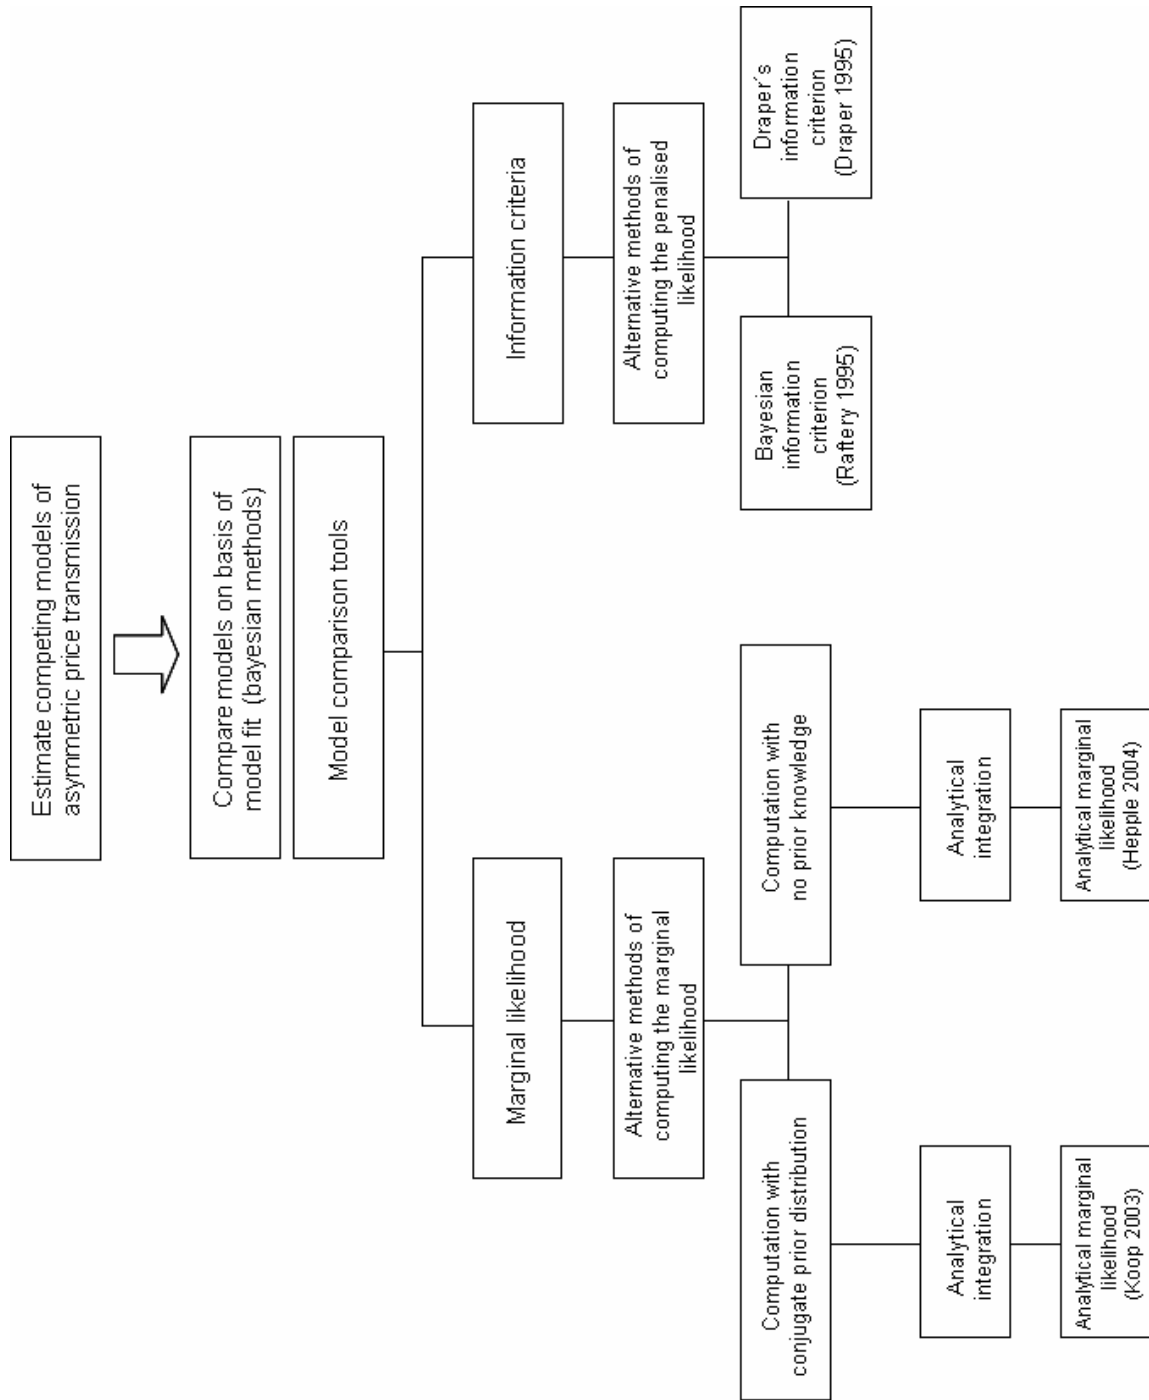 Estimate competing models of
asymmetric price transmission
Compare models on basis of
model fit (bayesian methods)
Model comparison tools
Marginal likelihood
Information criteria
Alternative methods of
computing the marginal
likelihood
Alternative methods of
computing the penalised
likelihood
Computation with
conjugate prior distribution
Computation with
no prior knowledge
Bayesian
information
criterion
(Raftery 1995)
Draper´s
information
criterion
(Draper 1995)
Analytical
integration
Analytical
integration
Analytical marginal
likelihood
(Koop 2003)
Analytical marginal
likelihood
(Hepple 2004)